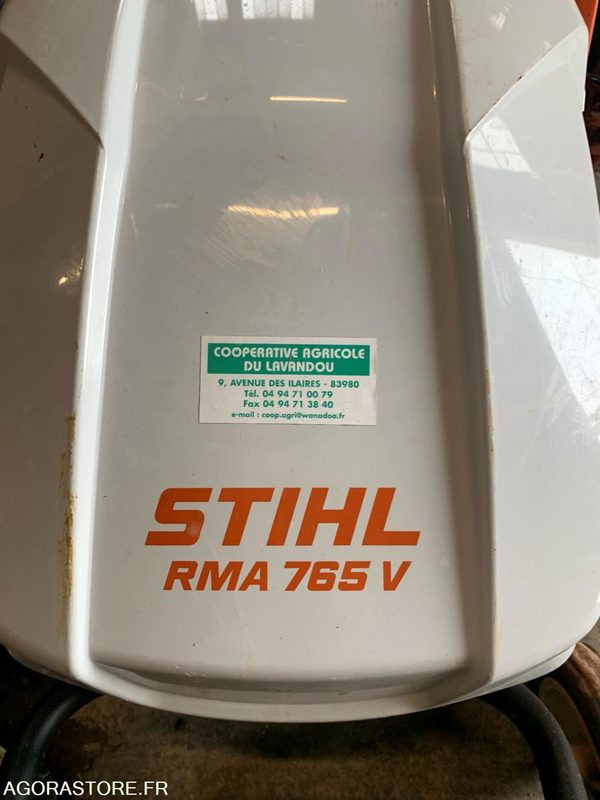 COOPERATIVE AGRICOLE
DU LAVANDOU
9, AVENUE DES ILAIRES - 83980
Tél. 04 94 71 00 79
Fax 04 94 71 38 40
e-mail : coop.agri@wanadoo.fr
STIHL
RMA 765 V
AGORASTORE.FR